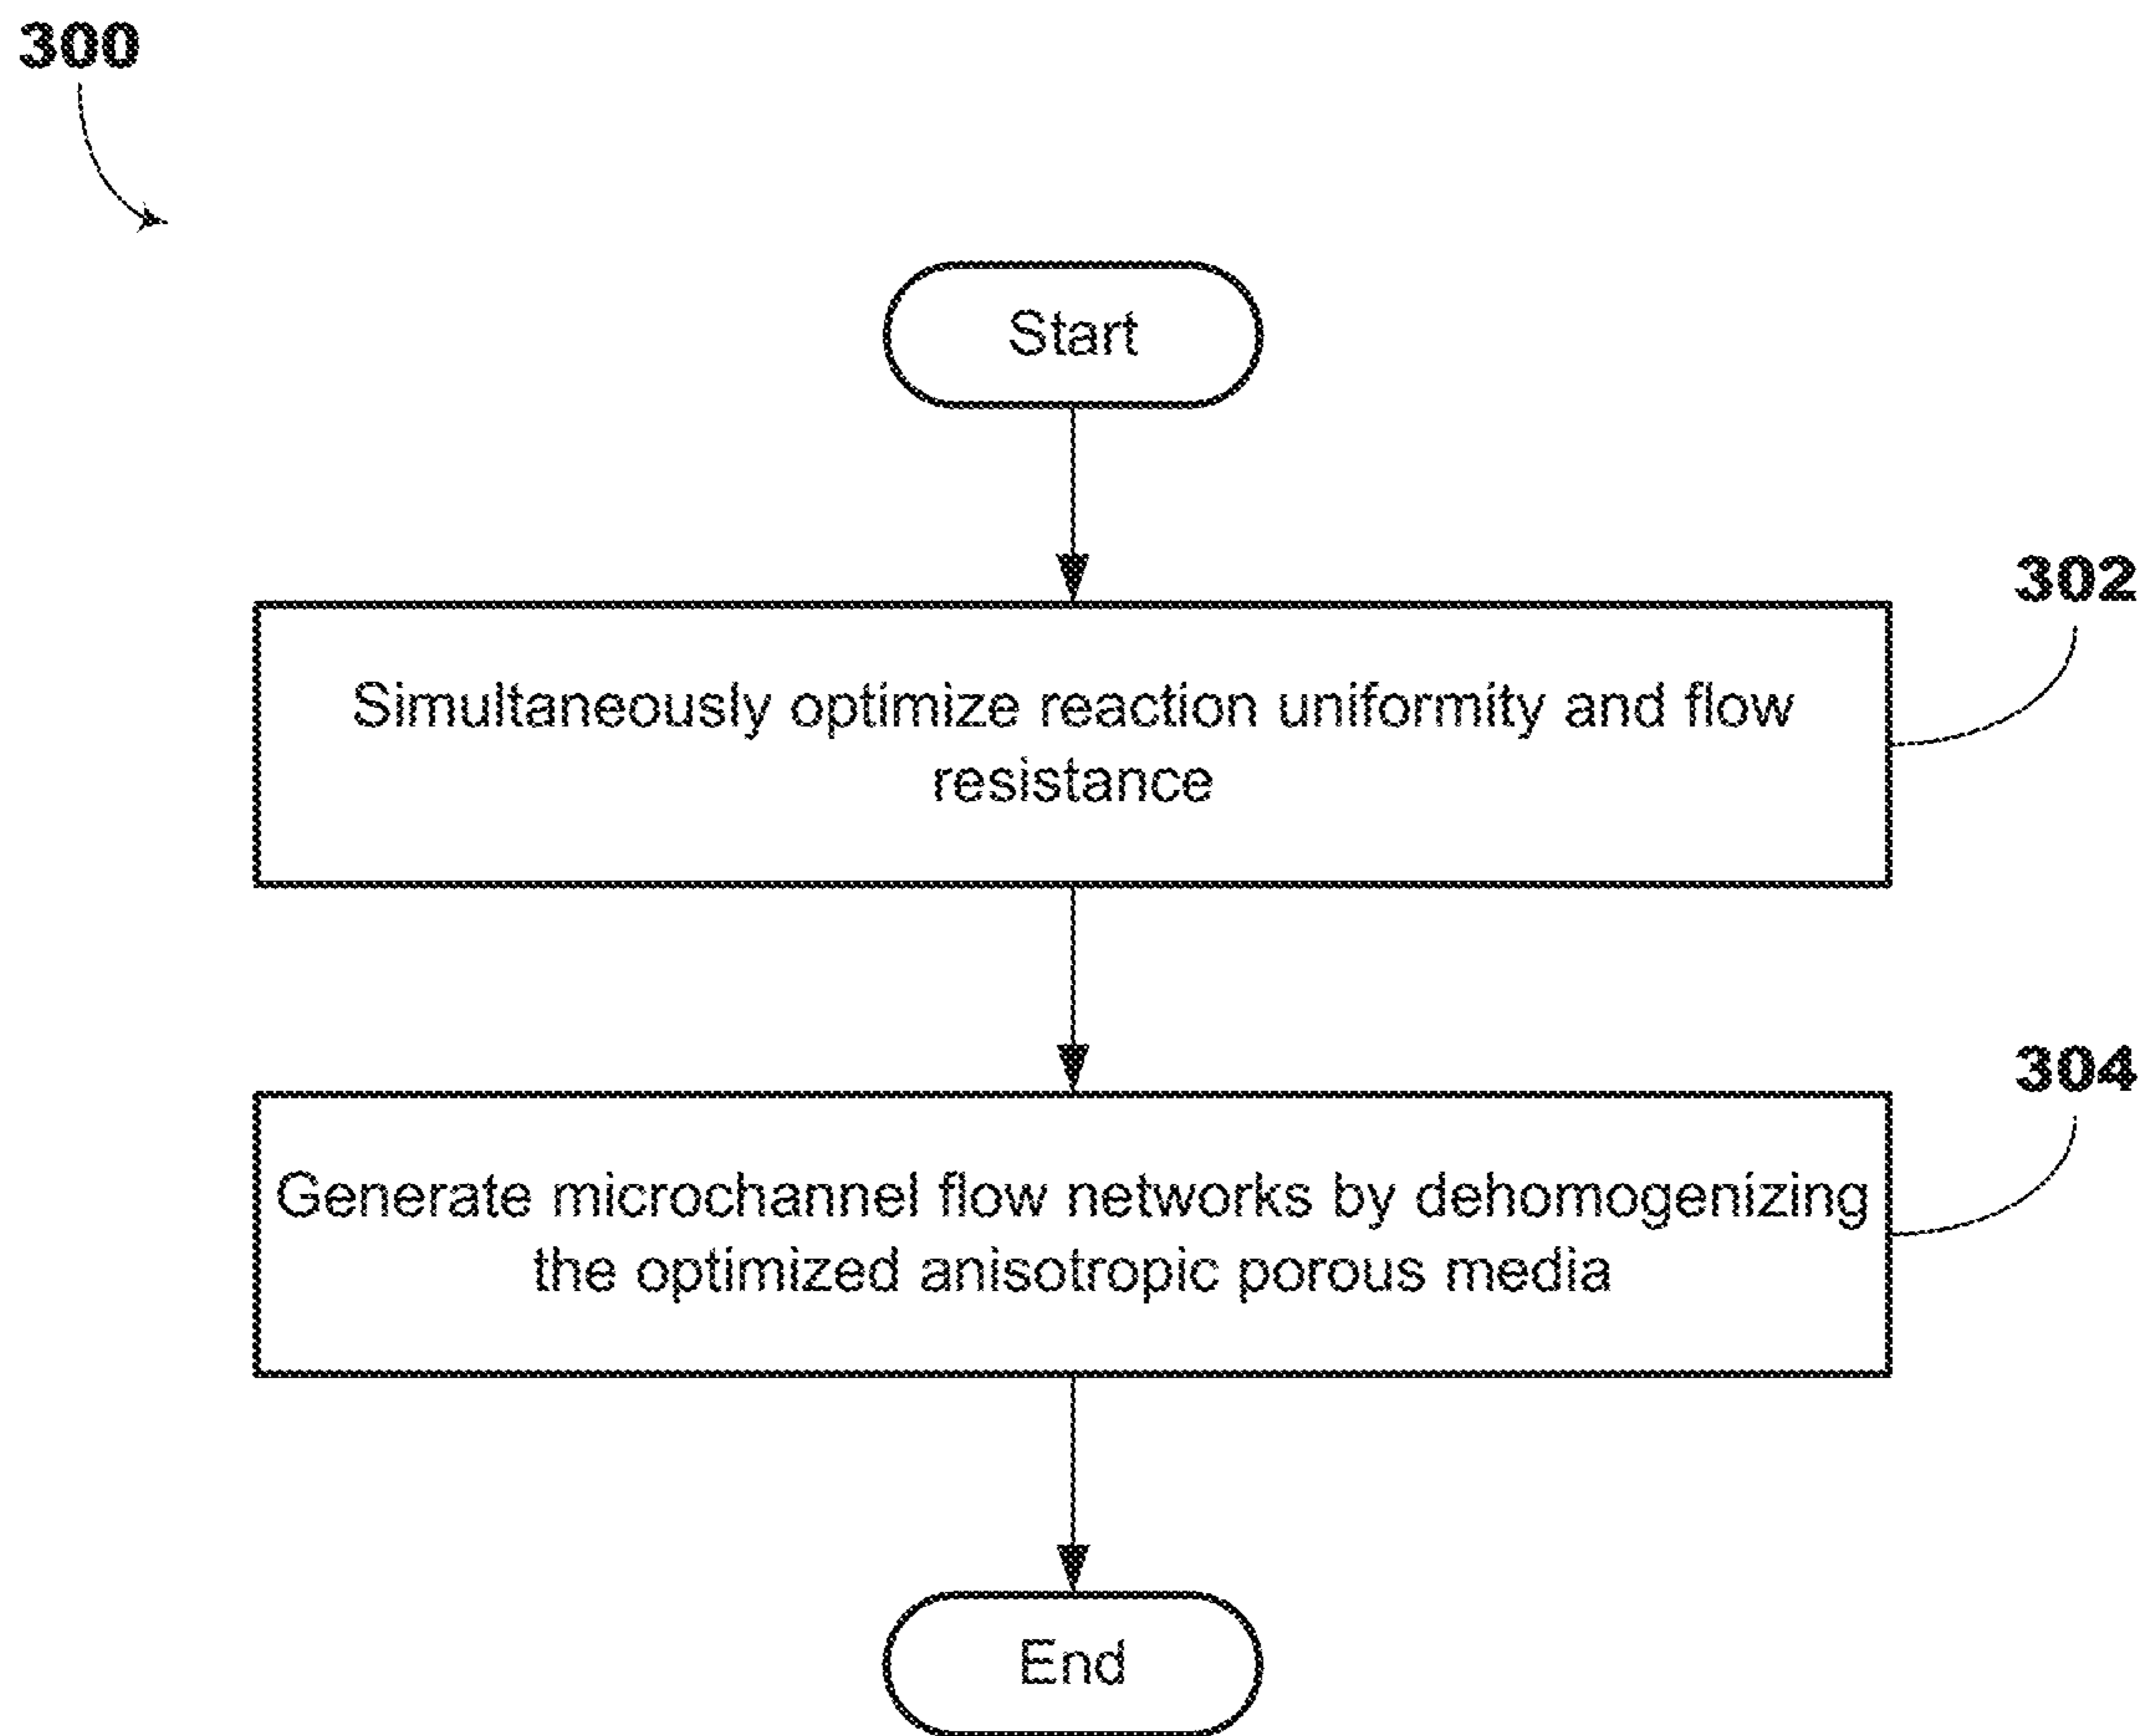 300
Start
302
Simultaneously optimize reaction uniformity and flow
resistance
304
Generate microchannel flow networks by dehomogenizing
the optimized anisotropic porous media
End